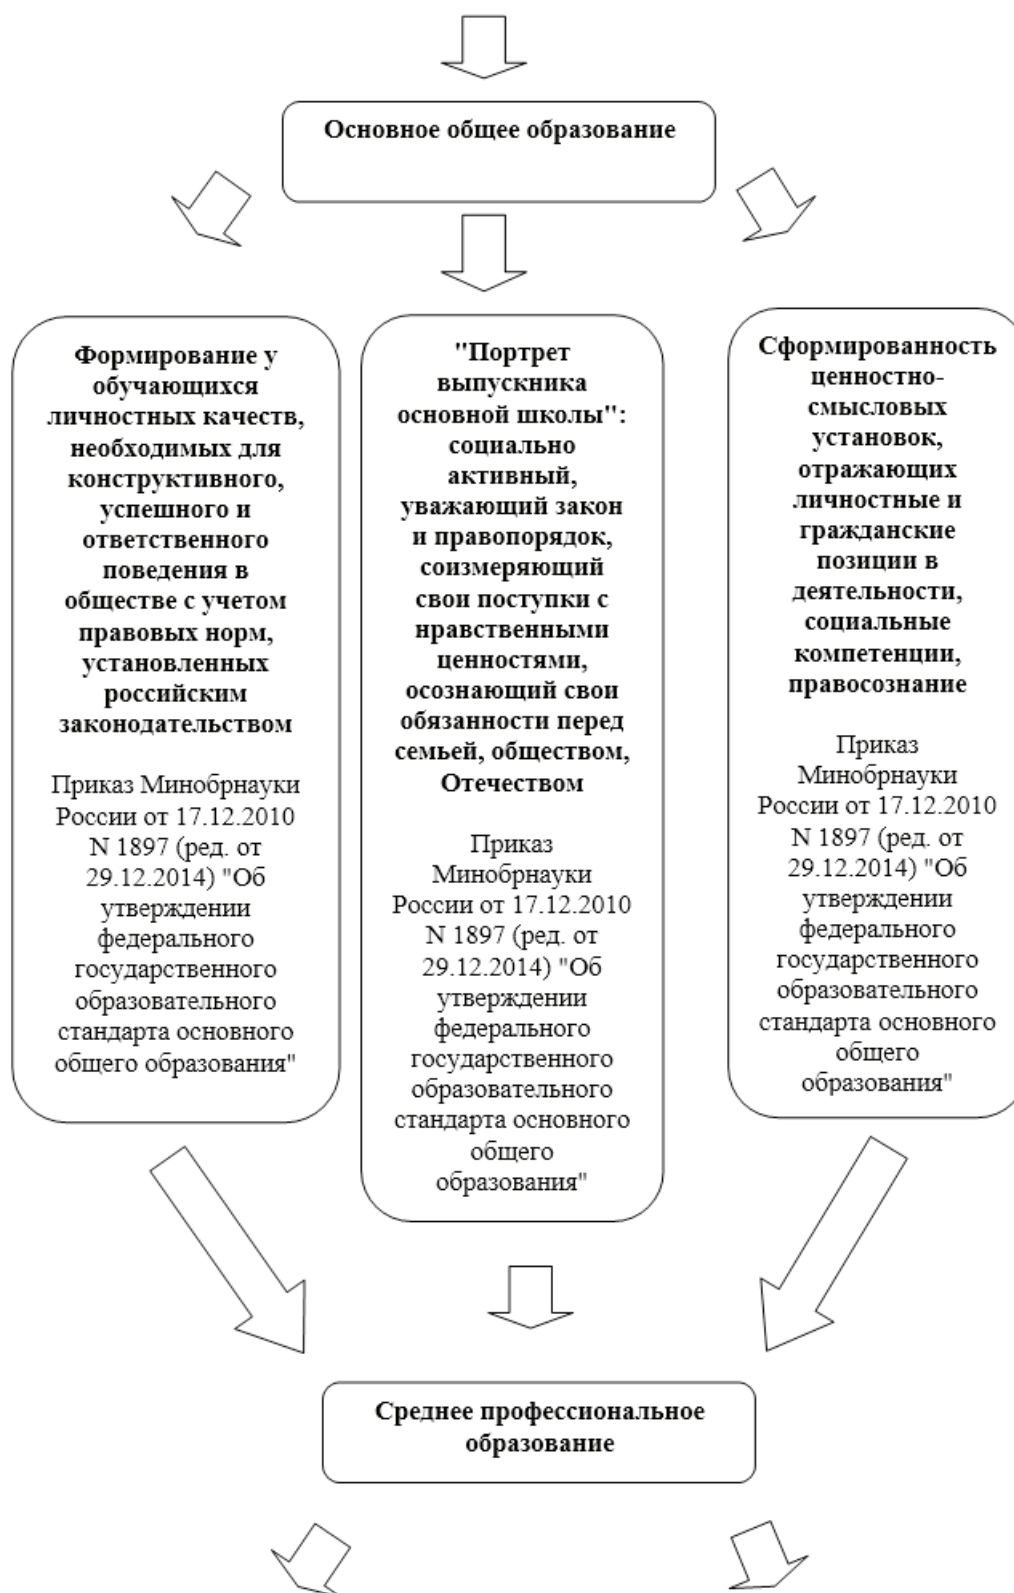 Основное общее образование
Формирование у
обучающихся
личностных качеств,
необходимых для
конструктивного,
успешного и
ответственного
поведения в
обществе с учетом
правовых норм,
установленных
российским
законодательством
Приказ Минобрнауки
России от 17.12.2010
N 1897 (ред. от
29.12.2014) "Об
утверждении
федерального
государственного
образовательного
стандарта основного
общего образования"
"Портрет
выпускника
основной школы":
социально
активный,
уважающий закон
и правопорядок,
соизмеряющий
свои поступки с
нравственными
ценностями,
осознающий свои
обязанности перед
семьей, обществом,
Отечеством
Приказ
Минобрнауки
России от 17.12.2010
N 1897 (ред. от
29.12.2014) "Об
утверждении
федерального
государственного
образовательного
стандарта основного
общего
образования"
Сформированность
ценностно-
смысловых
установок,
отражающих
личностные и
гражданские
позиции в
деятельности,
социальные
компетенции,
правосознание
Приказ
Минобрнауки
России от 17.12.2010
N 1897 (ред. от
29.12.2014) "Об
утверждении
федерального
государственного
образовательного
стандарта основного
общего
образования"
Среднее профессиональное
образование